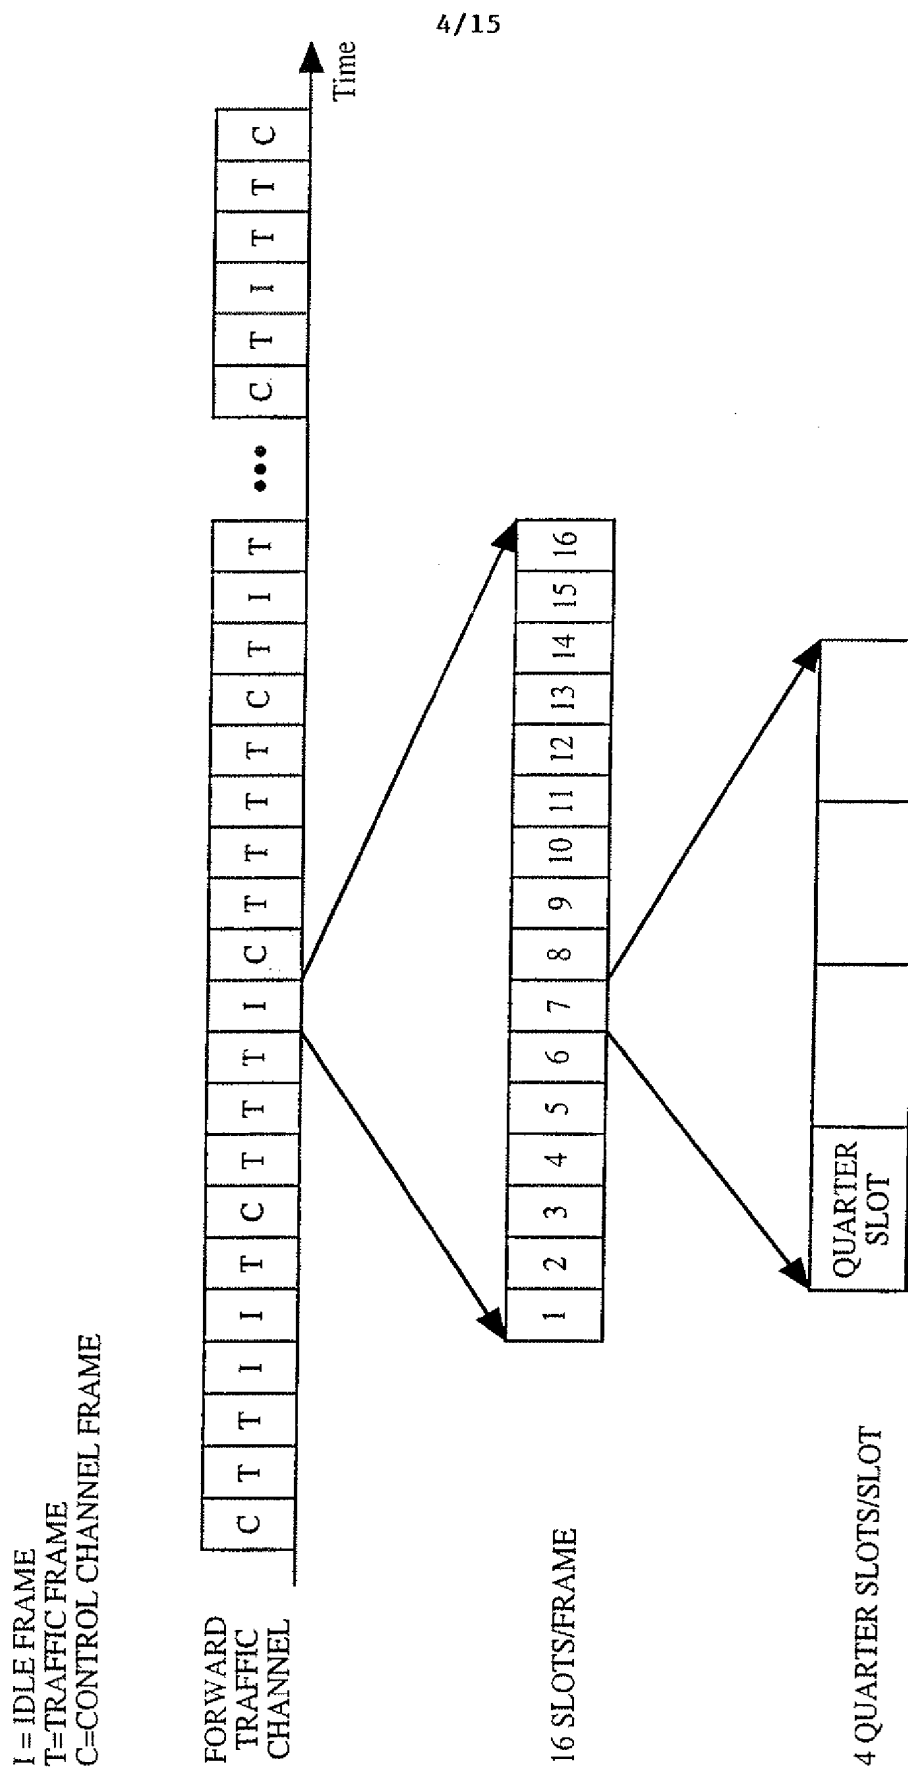 4/15
I = IDLE FRAME
T=TRAFFIC FRAME
C=CONTROL CHANNEL FRAME
FORWARD
TRAFFIC
CHANNEL
C T T I I T C T T T I C T T T T C T I T ••• C T I T T C
Time
16 SLOTS/FRAME
1 2 3 4 5 6 7 8 9 10 11 12 13 14 15 16
4 QUARTER SLOTS/SLOT
QUARTER
SLOT